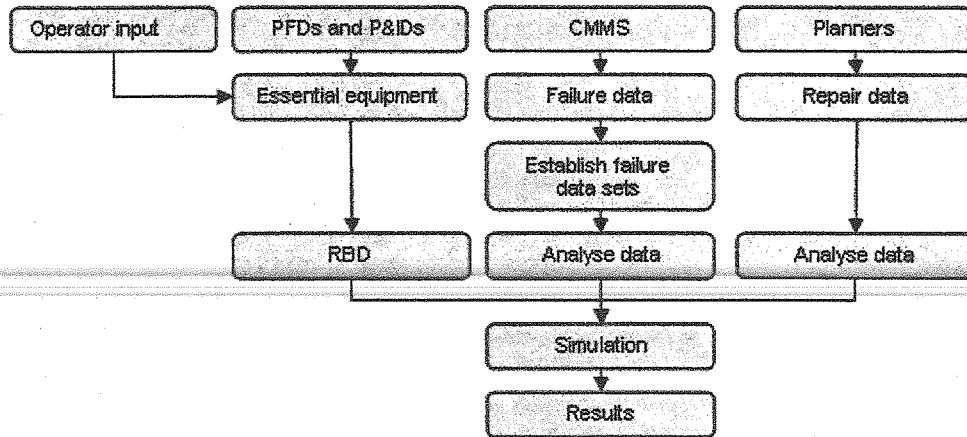 Operator input
PFDs and P&IDs
CMMS
Planners
Essential equipment
Failure data
Repair data
Establish failure
data sets
RBD
Analyse data
Analyse data
Simulation
Results